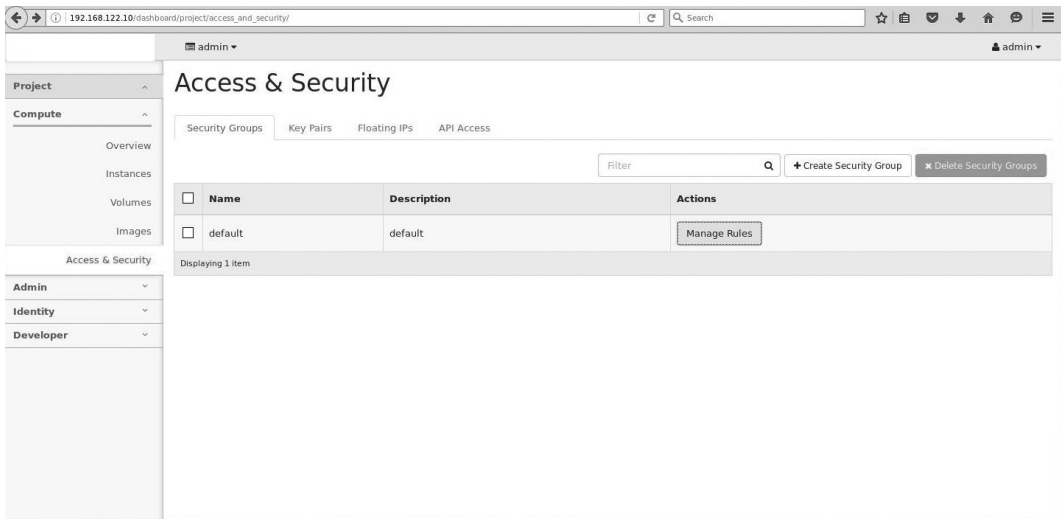 192.168.122.10/dashboard/project/access_and_security/
Search
admin
admin
Project
Compute
Overview
Instances
Volumes
Images
Access & Security
Admin
Identity
Developer
Access & Security
Security Groups Key Pairs Floating IPs API Access
Filter + Create Security Group × Delete Security Groups
Name Description Actions
default default Manage Rules
Displaying 1 item